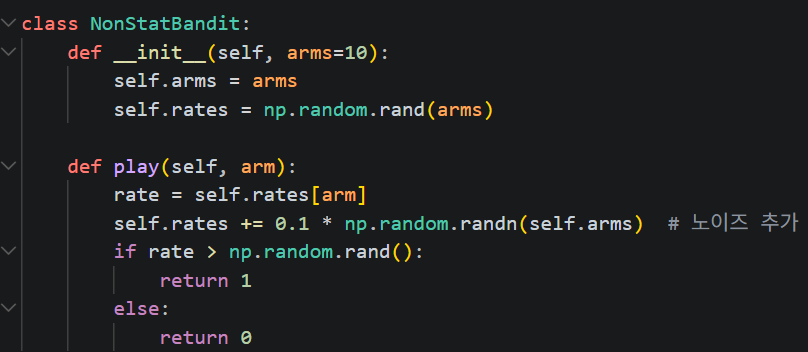 class NonStatBandit:
    def __init__(self, arms=10):
        self.arms = arms
        self.rates = np.random.rand(arms)
    def play(self, arm):
        rate = self.rates[arm]
        self.rates += 0.1 * np.random.randn(self.arms)  # 노이즈 추가
        if rate > np.random.rand():
            return 1
        else:
            return 0